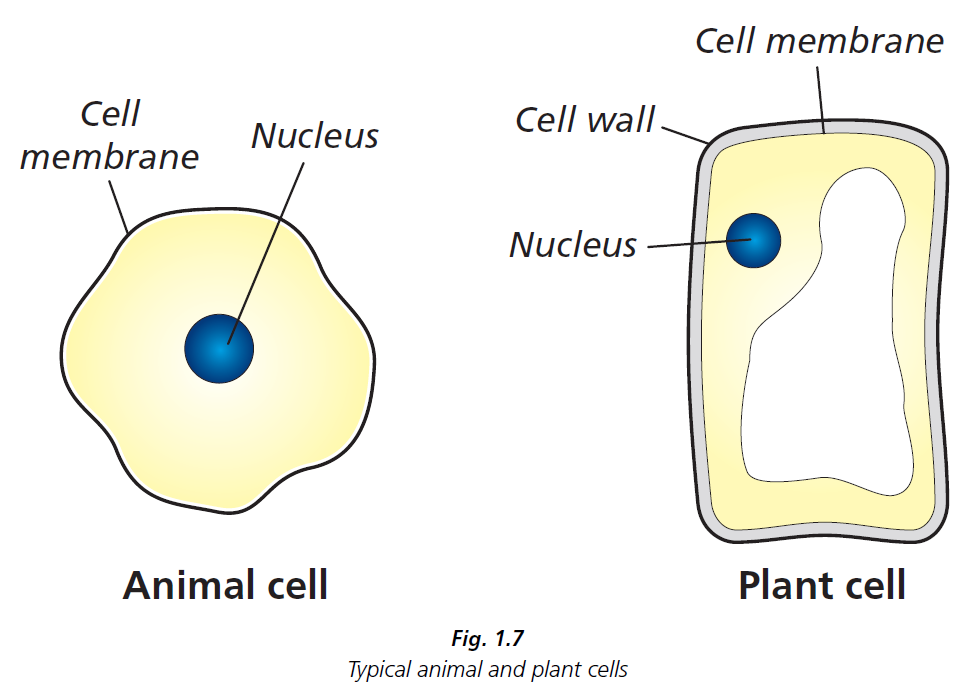 Cell
membrane
Nucleus
Animal cell
Cell membrane
Cell wall
Nucleus
Plant cell
Fig. 1.7
Typical animal and plant cells